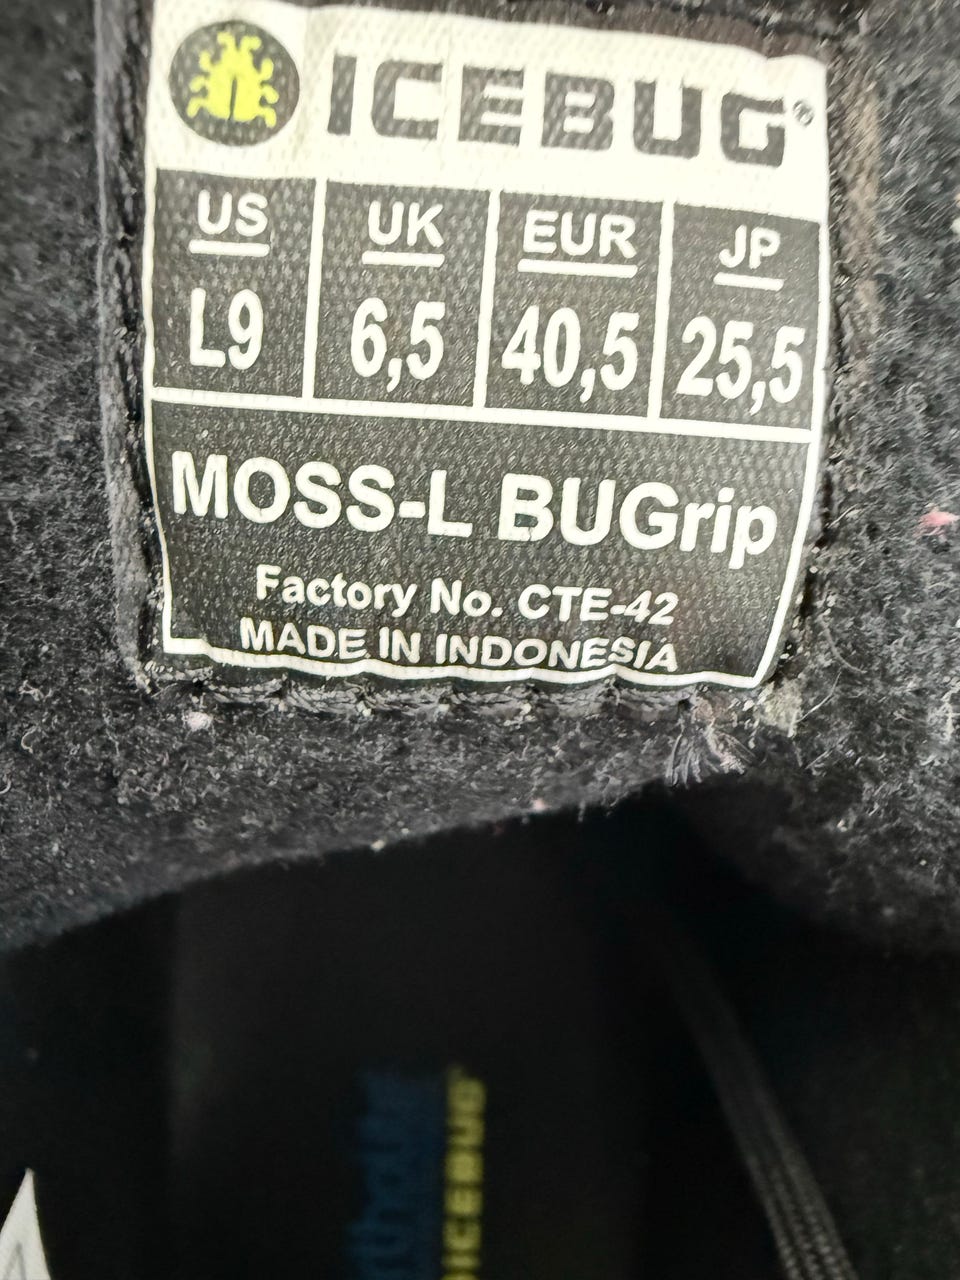 ICEBUG®
US UK EUR JP
L9 6,5 40,5 25,5
MOSS-L BUGrip
Factory No. CTE-42
MADE IN INDONESIA
ICEBUG